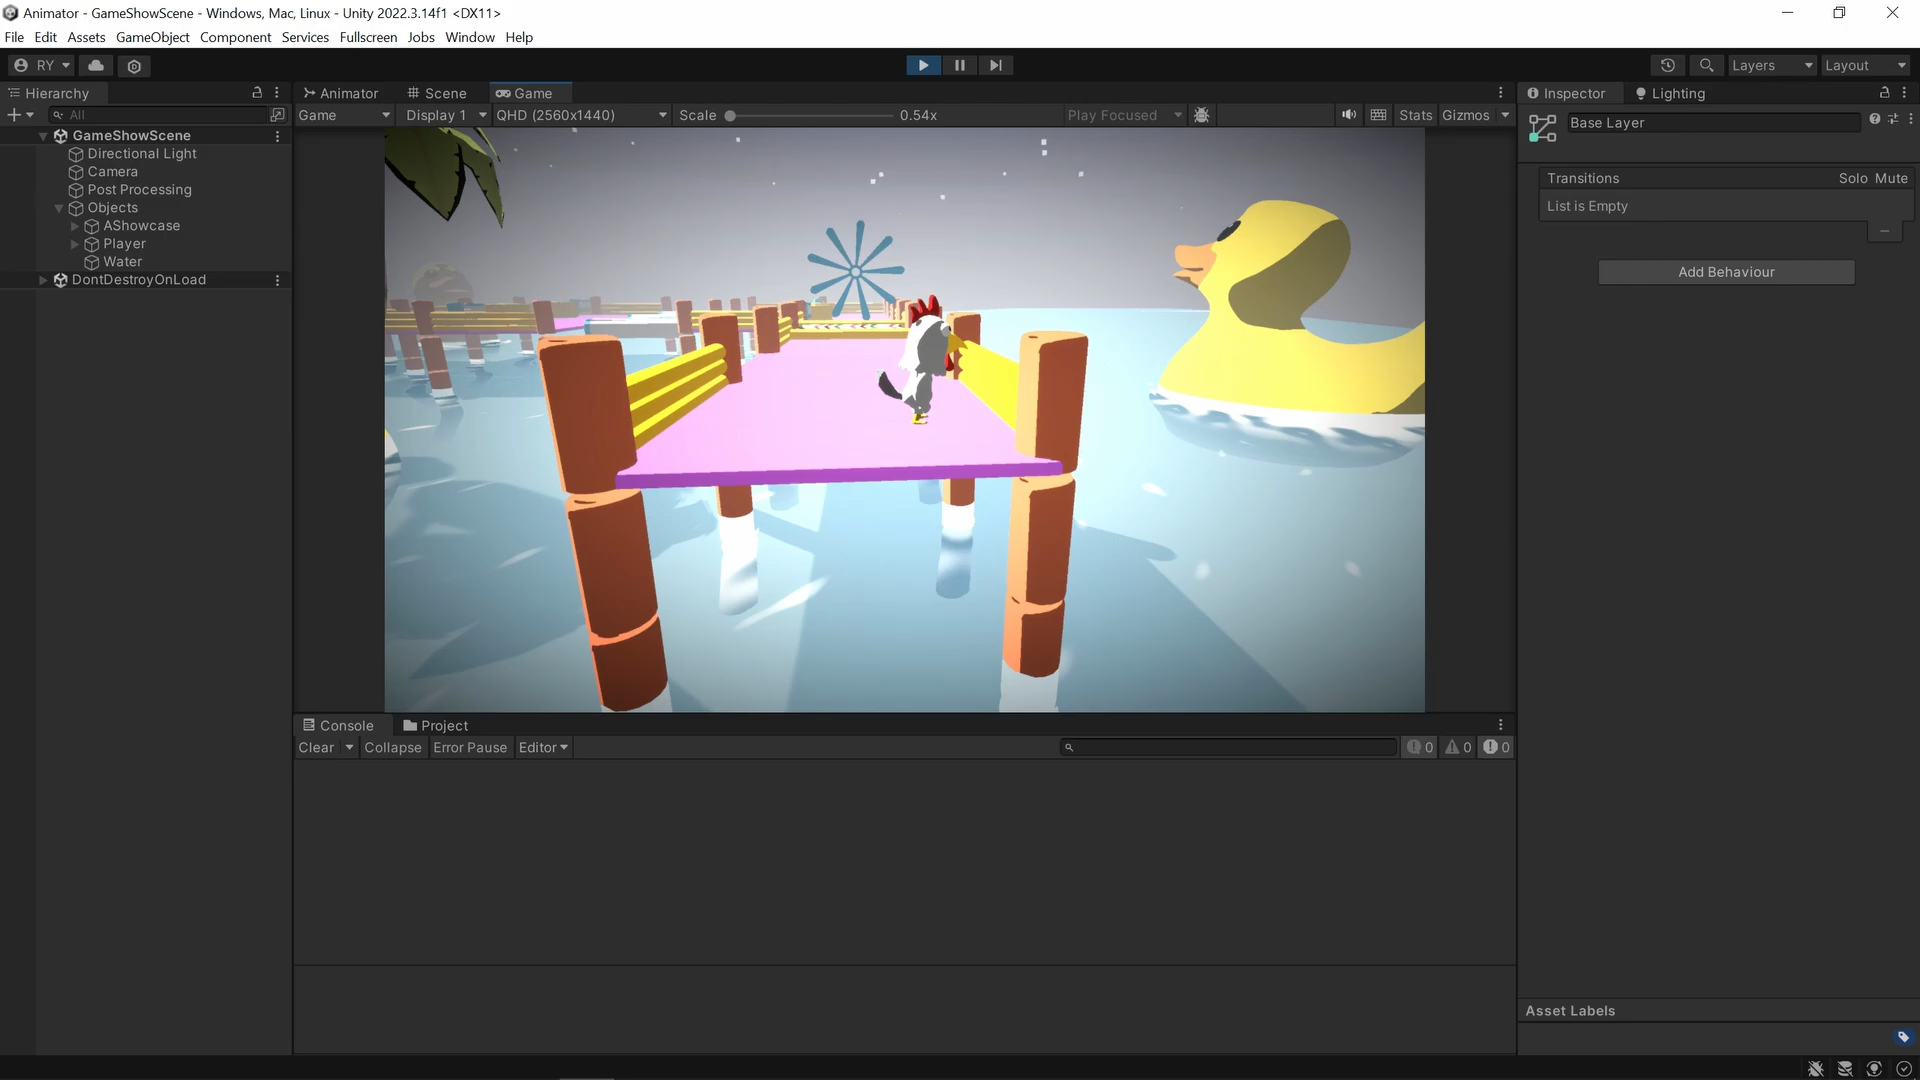 Animator - GameShowScene - Windows, Mac, Linux - Unity 2022.3.14f1 <DX11>
File Edit Assets GameObject Component Services Fullscreen Jobs Window Help
RY Layers Layout
Hierarchy
All
GameShowScene
Directional Light
Camera
Post Processing
Objects
AShowcase
Player
Water
DontDestroyOnLoad
Animator Scene Game
Game Display 1 QHD (2560x1440) Scale 0.54x Play Focused Stats Gizmos
Console Project
Clear Collapse Error Pause Editor 0 0 0
Inspector Lighting
Base Layer
Transitions Solo Mute
List is Empty
Add Behaviour
Asset Labels